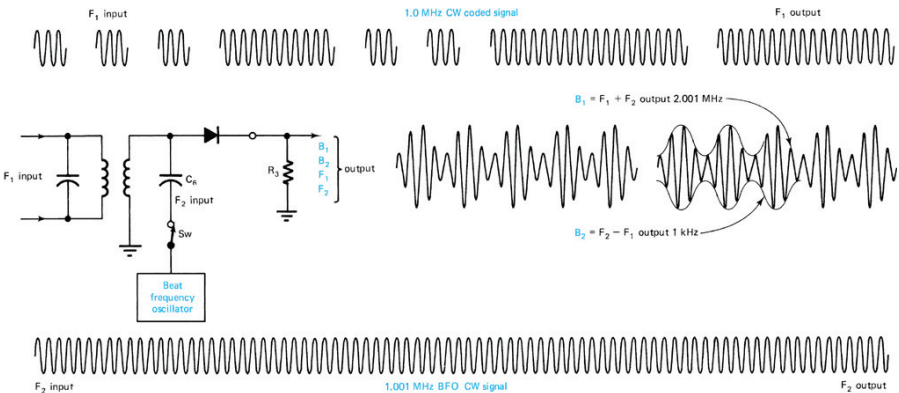 F₁ input
1.0 MHz CW coded signal
F₁ output
B₁ = F₁ + F₂ output 2.001 MHz
F₁ input
C₆
F₂ input
Sw
R₃
B₁
B₂
F₁
F₂
output
B₂ = F₂ − F₁ output 1 kHz
Beat
frequency
oscillator
F₂ input
1.001 MHz BFO CW signal
F₂ output